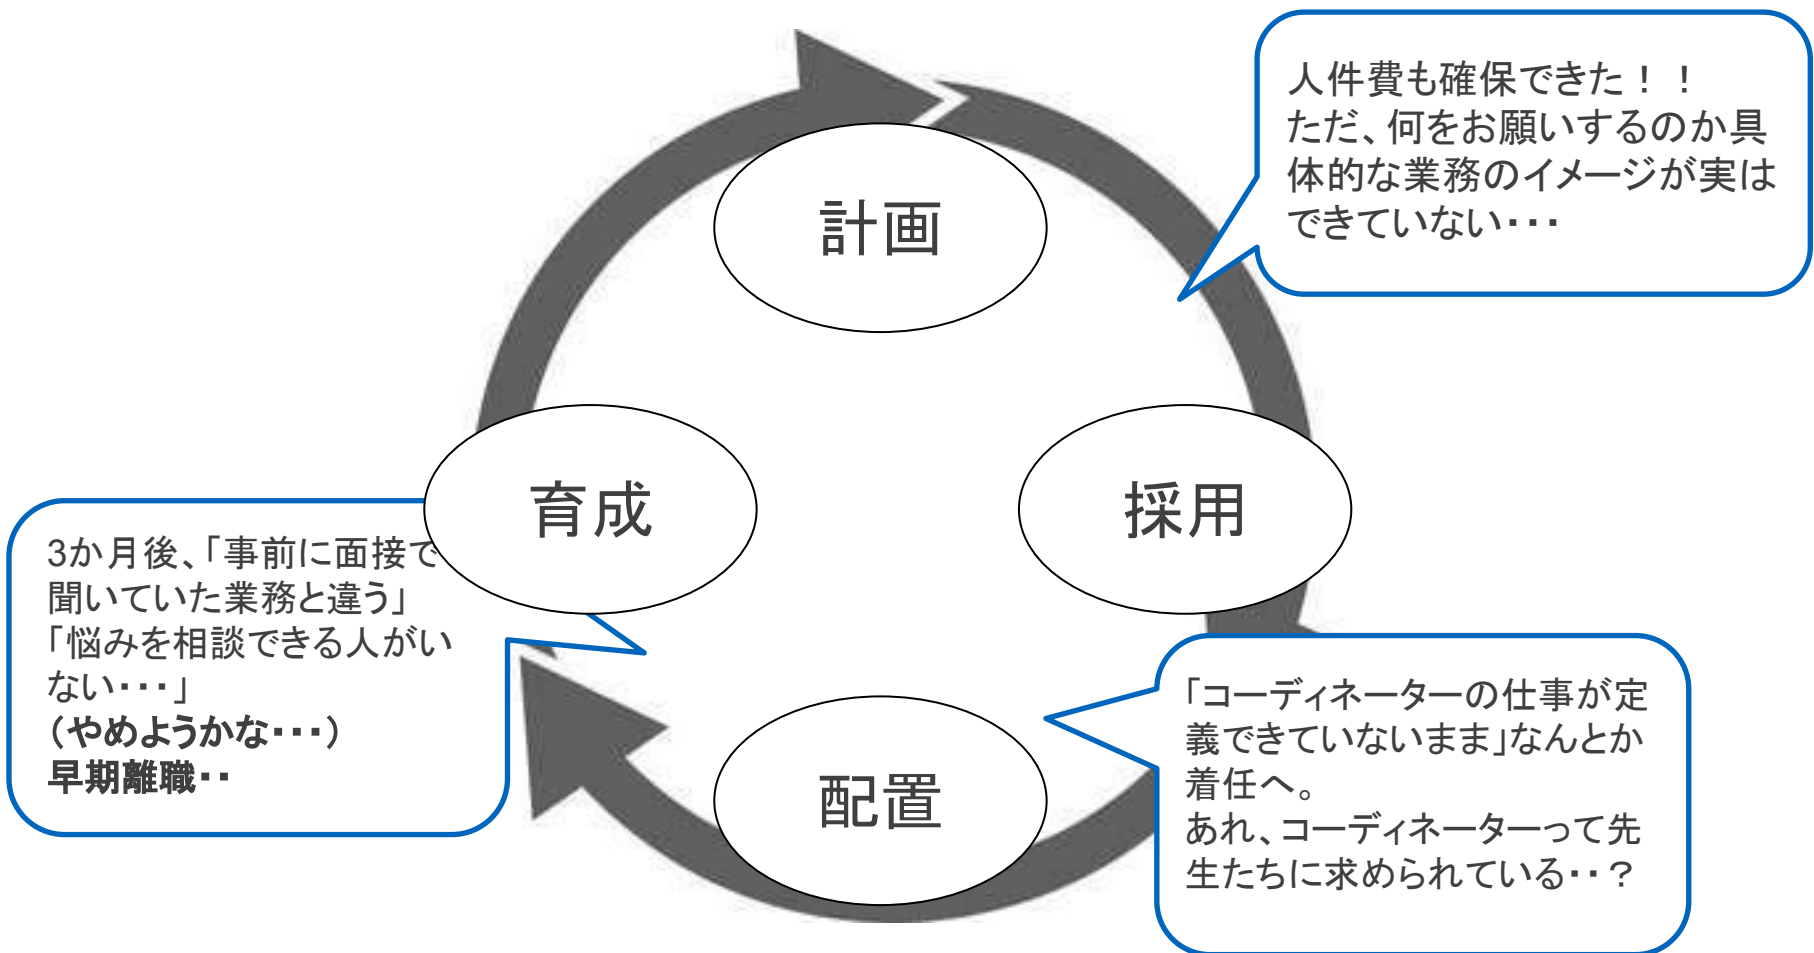 計画
人件費も確保できた！！
ただ、何をお願いするのか具
体的な業務のイメージが実は
できていない・・・
採用
「コーディネーターの仕事が定
義できていないまま」なんとか
着任へ。
あれ、コーディネーターって先
生たちに求められている・・？
配置
育成
3か月後、「事前に面接で
聞いていた業務と違う」
「悩みを相談できる人がい
ない・・・」
（やめようかな・・・）
早期離職・・